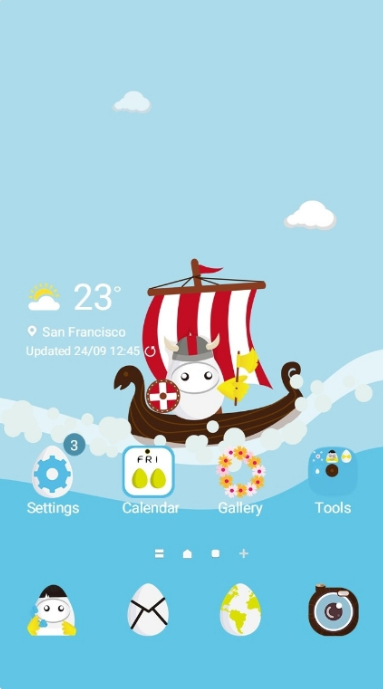 23°
San Francisco
Updated 24/09 12:45
3
FRI
Settings
Calendar
Gallery
Tools